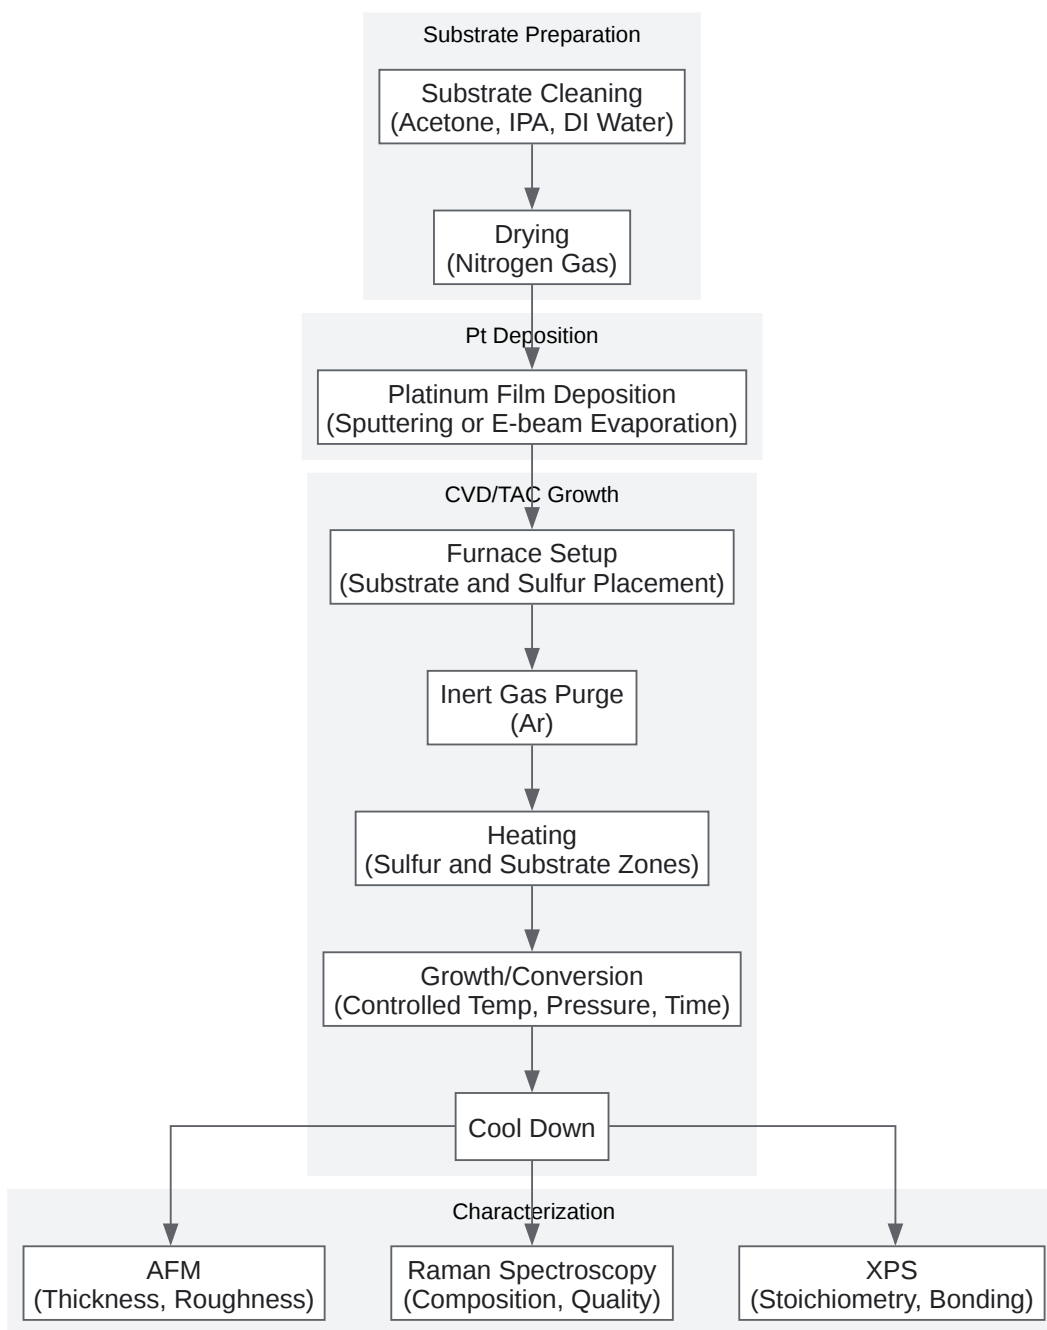 Substrate Preparation
Substrate Cleaning
(Acetone, IPA, DI Water)
Drying
(Nitrogen Gas)
Pt Deposition
Platinum Film Deposition
(Sputtering or E-beam Evaporation)
CVD/TAC Growth
Furnace Setup
(Substrate and Sulfur Placement)
Inert Gas Purge
(Ar)
Heating
(Sulfur and Substrate Zones)
Growth/Conversion
(Controlled Temp, Pressure, Time)
Cool Down
Characterization
AFM
(Thickness, Roughness)
Raman Spectroscopy
(Composition, Quality)
XPS
(Stoichiometry, Bonding)